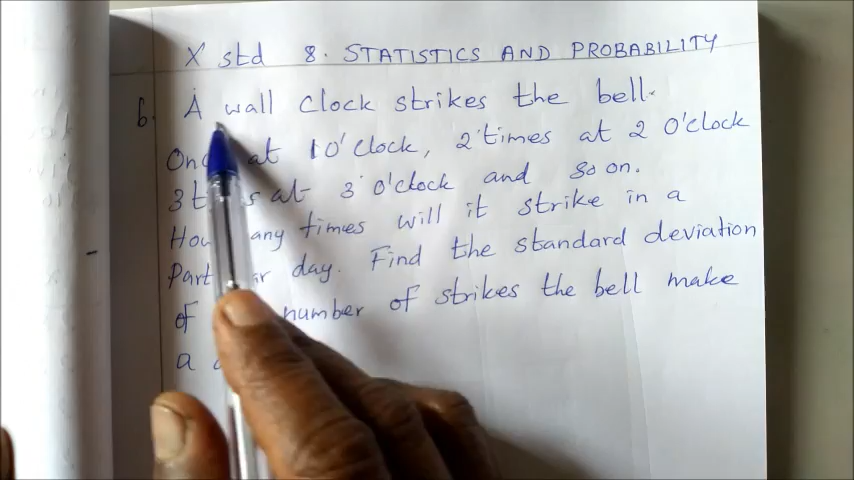 X std 8. STATISTICS AND PROBABILITY
6. A wall Clock strikes the bell.
at 1 O'Clock, 2 times at 2 O'Clock
3 at 3 O'clock and so on.
times will it strike in a
day. Find the standard deviation
of number of strikes the bell make
a